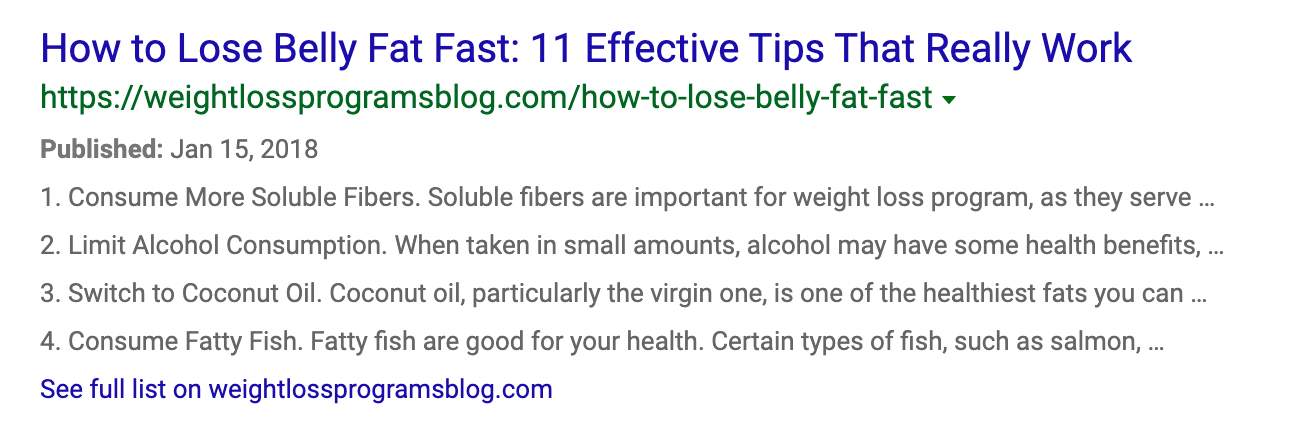 How to Lose Belly Fat Fast: 11 Effective Tips That Really Work
https://weightlossprogramsblog.com/how-to-lose-belly-fat-fast
Published: Jan 15, 2018
1. Consume More Soluble Fibers. Soluble fibers are important for weight loss program, as they serve ...
2. Limit Alcohol Consumption. When taken in small amounts, alcohol may have some health benefits, ...
3. Switch to Coconut Oil. Coconut oil, particularly the virgin one, is one of the healthiest fats you can ...
4. Consume Fatty Fish. Fatty fish are good for your health. Certain types of fish, such as salmon, ...
See full list on weightlossprogramsblog.com